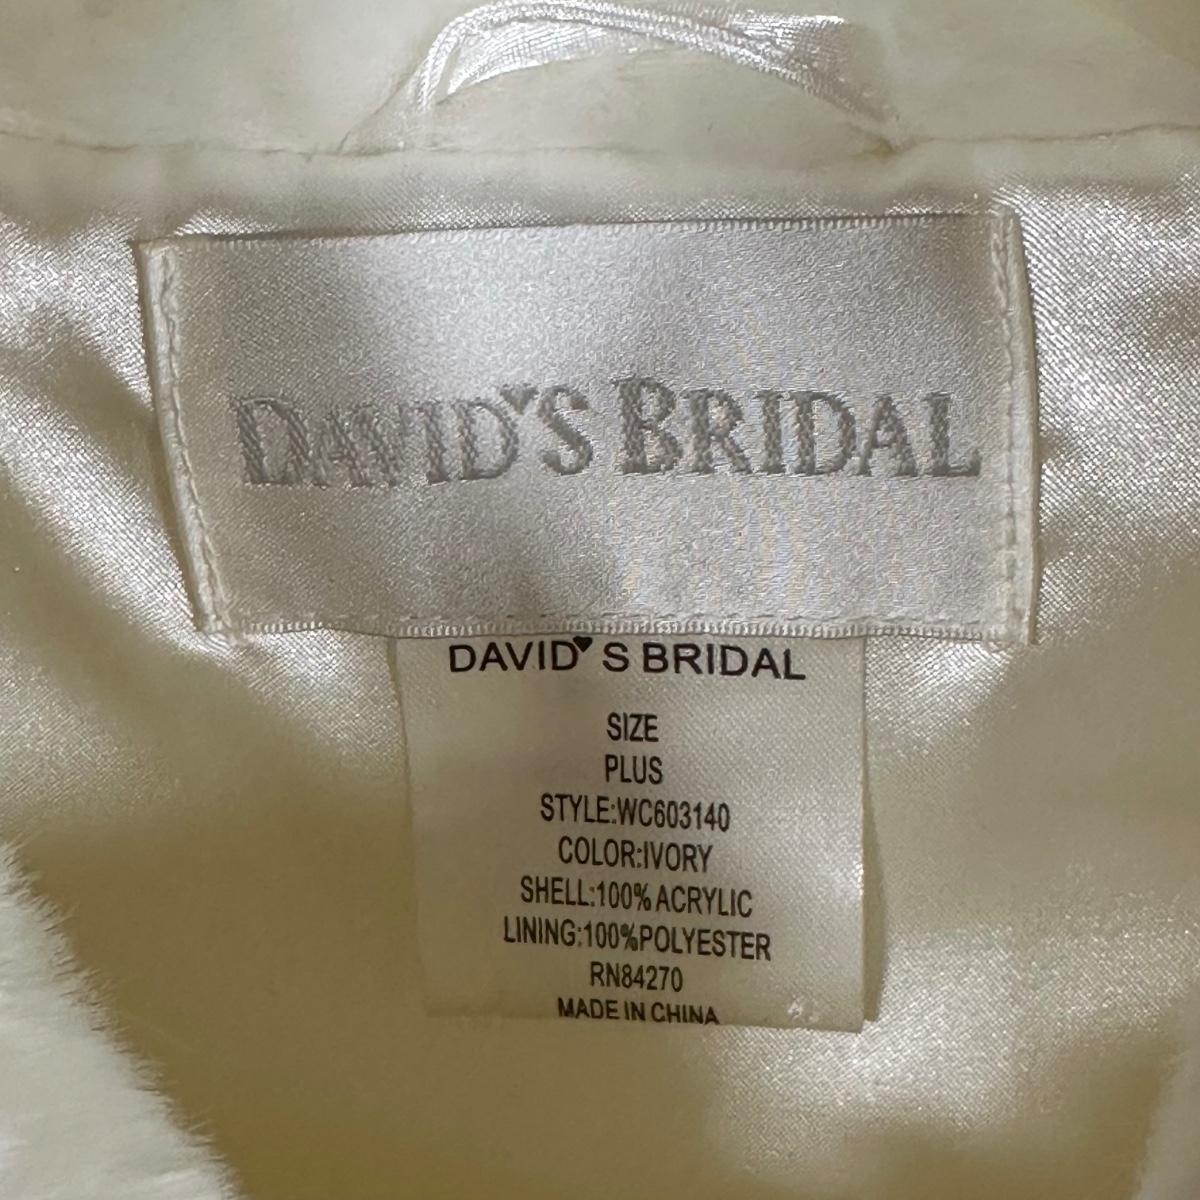 DAVID'S BRIDAL
DAVID♥S BRIDAL
SIZE
PLUS
STYLE:WC603140
COLOR:IVORY
SHELL:100% ACRYLIC
LINING:100%POLYESTER
RN84270
MADE IN CHINA